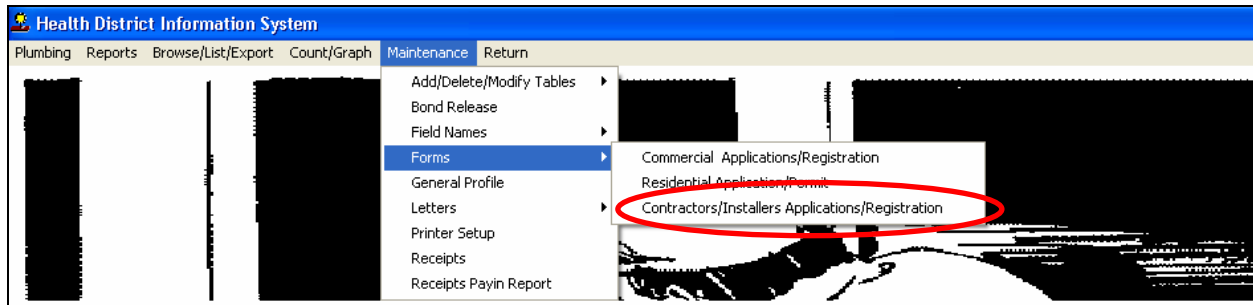 Health District Information System
Plumbing Reports Browse/List/Export Count/Graph Maintenance Return
Add/Delete/Modify Tables
Bond Release
Field Names
Forms
General Profile
Letters
Printer Setup
Receipts
Receipts Payin Report
Commercial Applications/Registration
Residential Application/Permit
Contractors/Installers Applications/Registration